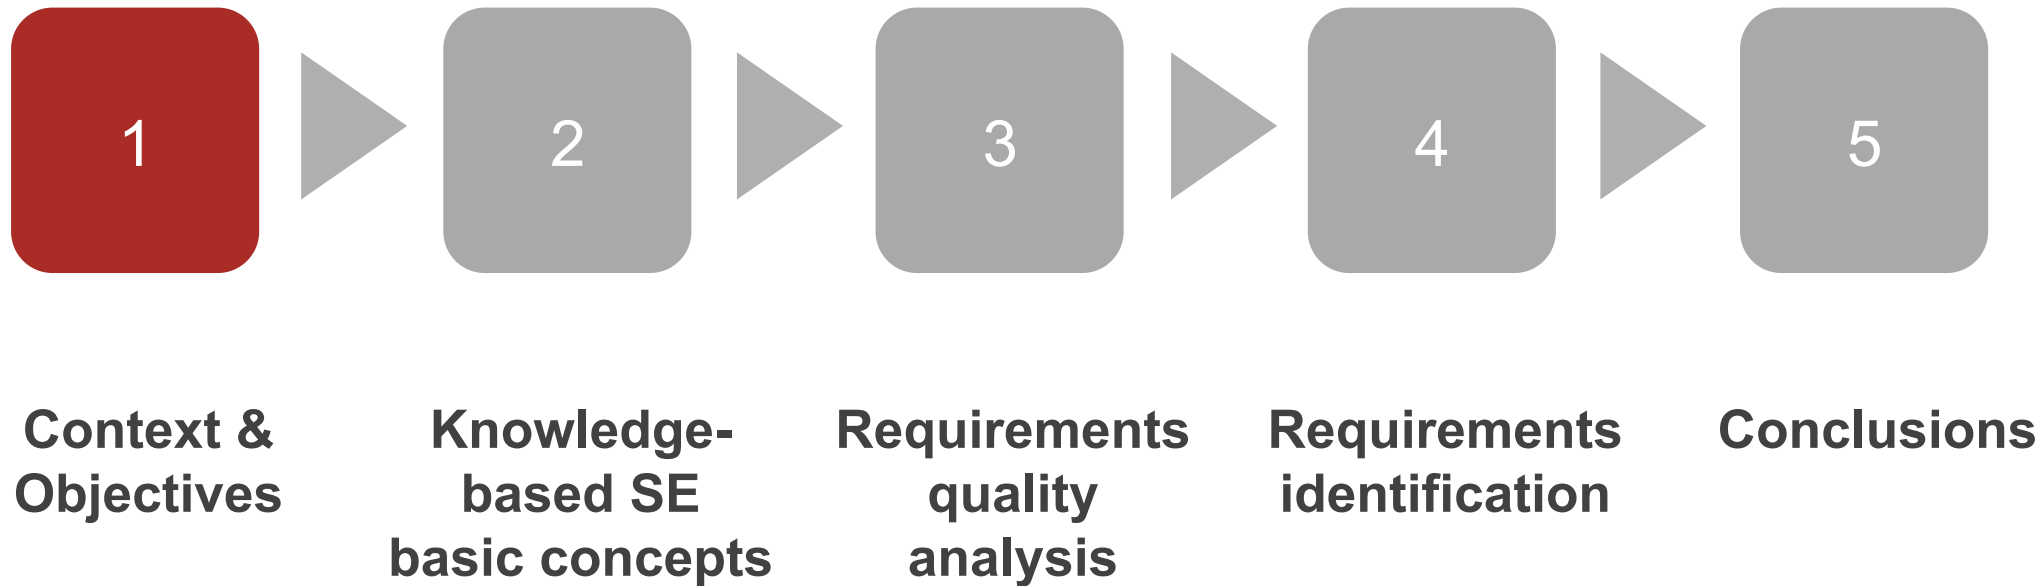 1
2
3
4
5
Context &
Objectives
Knowledge-
based SE
basic concepts
Requirements
quality
analysis
Requirements
identification
Conclusions